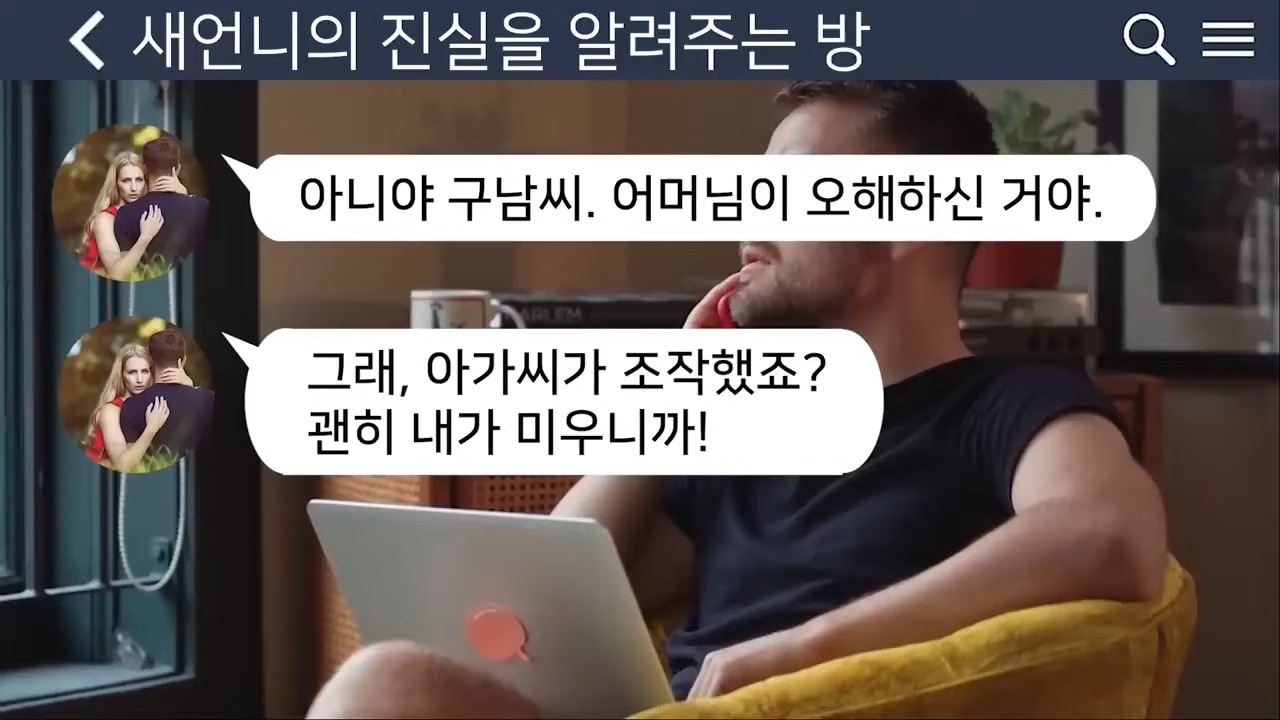 새언니의 진실을 알려주는 방
아니야 구남씨. 어머님이 오해하신 거야.
그래, 아가씨가 조작했죠?
괜히 내가 미우니까!
ARLEM